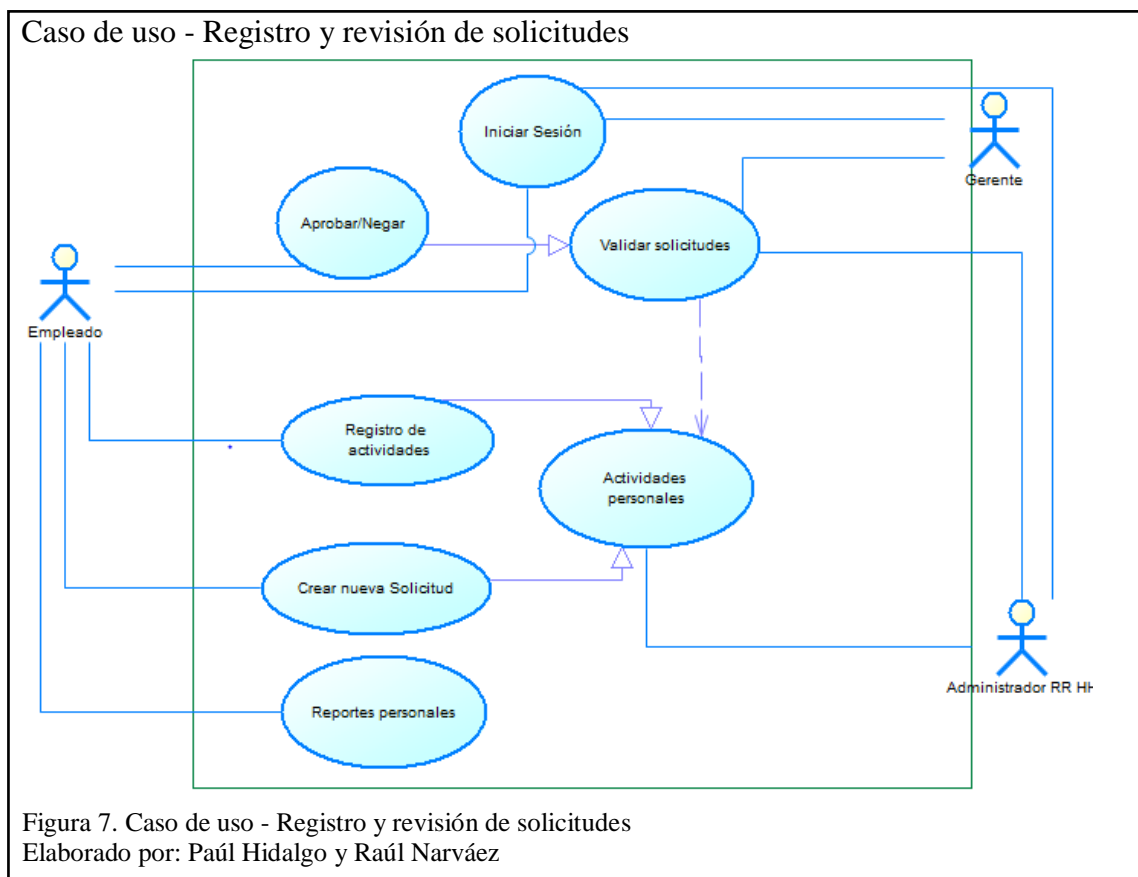 Caso de uso - Registro y revisión de solicitudes
Iniciar Sesión
Gerente
Aprobar/Negar
Validar solicitudes
Empleado
Registro de
actividades
Actividades
personales
Crear nueva Solicitud
Administrador RR HH
Reportes personales
Figura 7. Caso de uso - Registro y revisión de solicitudes
Elaborado por: Paúl Hidalgo y Raúl Narváez